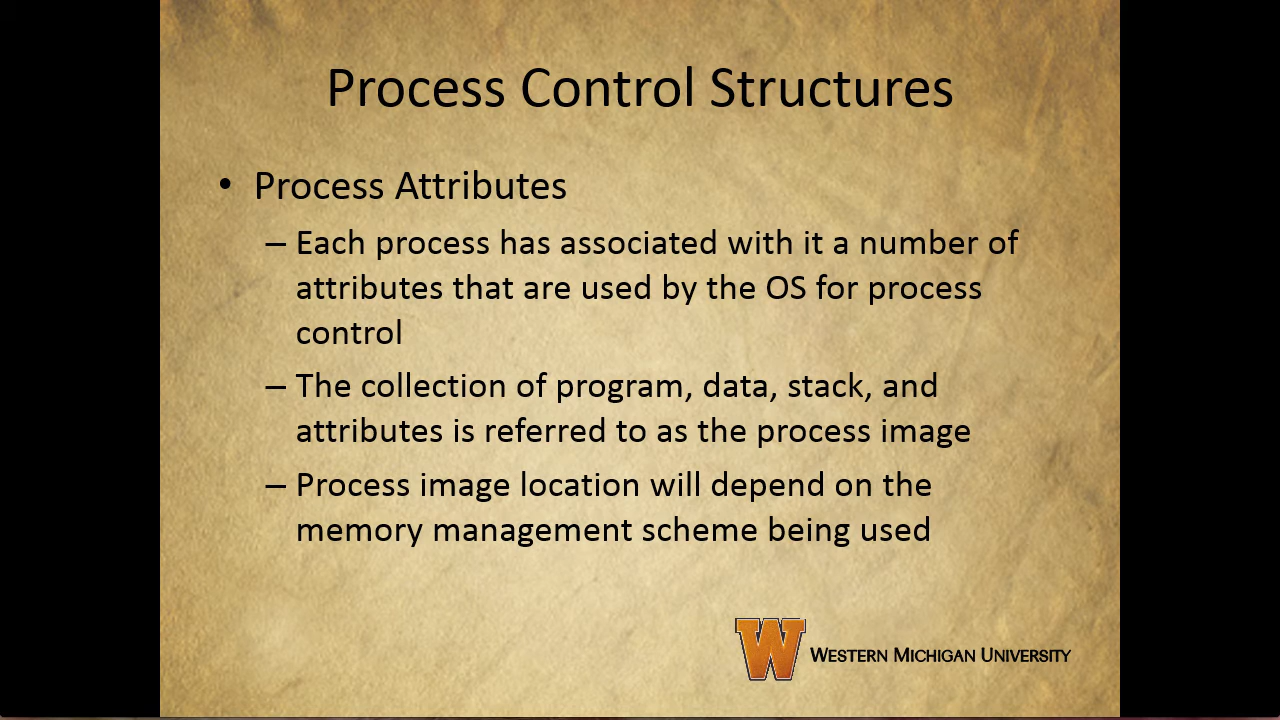 Process Control Structures
• Process Attributes
– Each process has associated with it a number of
attributes that are used by the OS for process
control
– The collection of program, data, stack, and
attributes is referred to as the process image
– Process image location will depend on the
memory management scheme being used
W WESTERN MICHIGAN UNIVERSITY